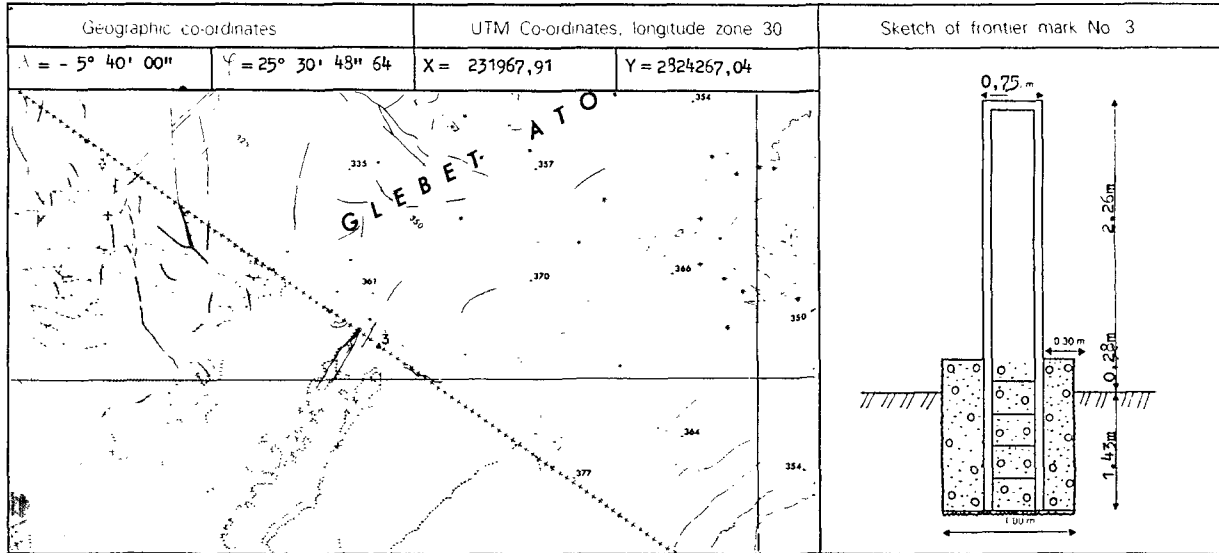 Geographic co-ordinates
UTM Co-ordinates, longitude zone 30
Sketch of frontier mark No 3
λ = - 5° 40' 00"
φ = 25° 30' 48" 64
X = 231967,91
Y = 2824267,04
354
335
357
GLEBET ATO
350
361
370
366
350
3
364
377
354
0,75 m
2.26m
0.30 m
0.28m
1.43m
1.00 m